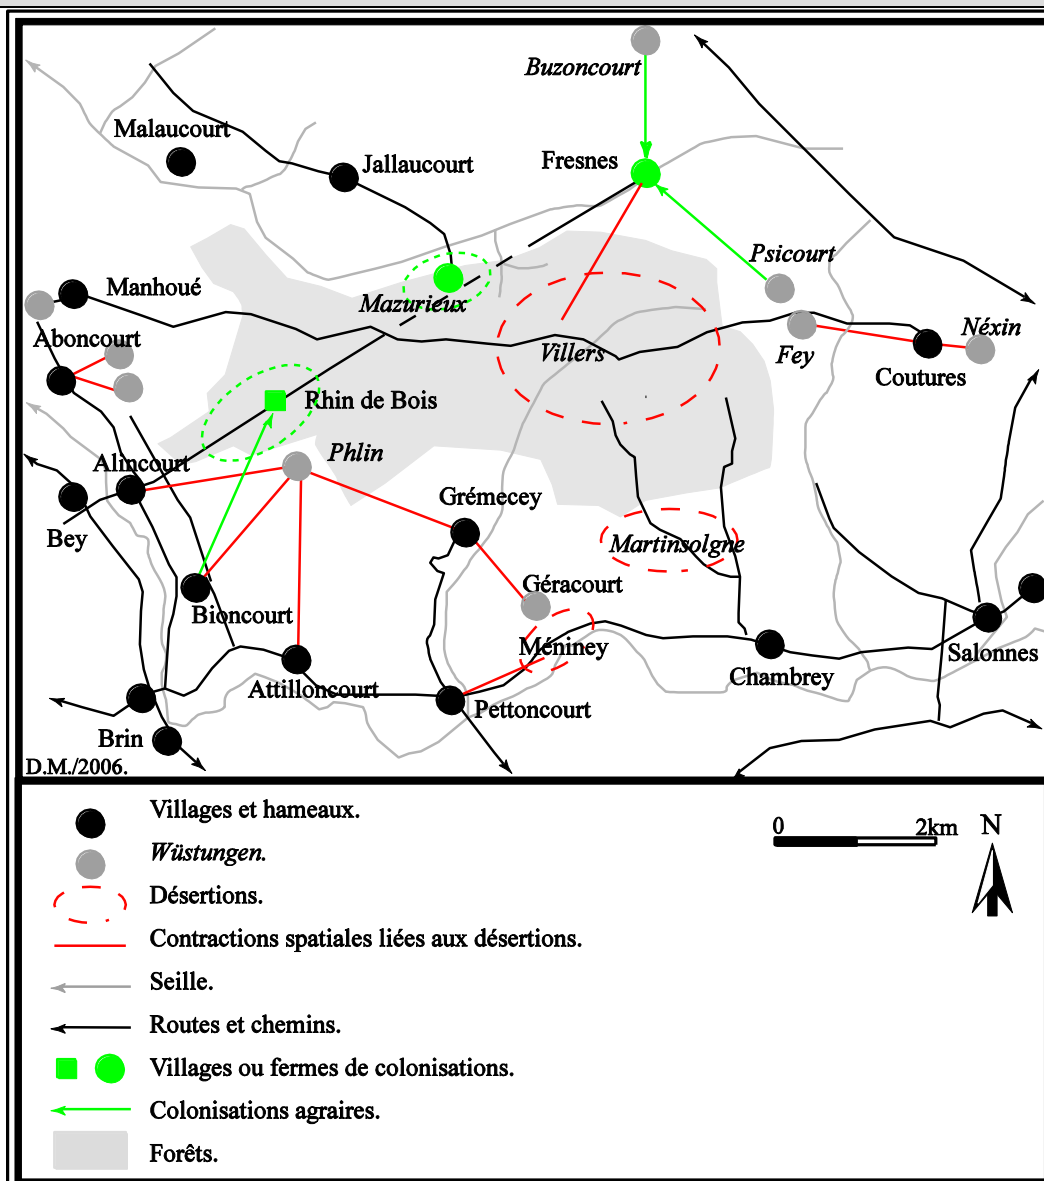 Buzoncourt
Malaucourt
Jallaucourt
Fresnes
Psicourt
Manhoué
Mazurieux
Aboncourt
Villers
Fey
Néxin
Coutures
Rhin de Bois
Phlin
Alincourt
Grémecey
Bey
Martinsolgne
Géracourt
Bioncourt
Méniney
Salonnes
Chambrey
Attilloncourt
Pettoncourt
Brin
D.M./2006.
Villages et hameaux.
0 2km N
Wüstungen.
Désertions.
Contractions spatiales liées aux désertions.
Seille.
Routes et chemins.
Villages ou fermes de colonisations.
Colonisations agraires.
Forêts.